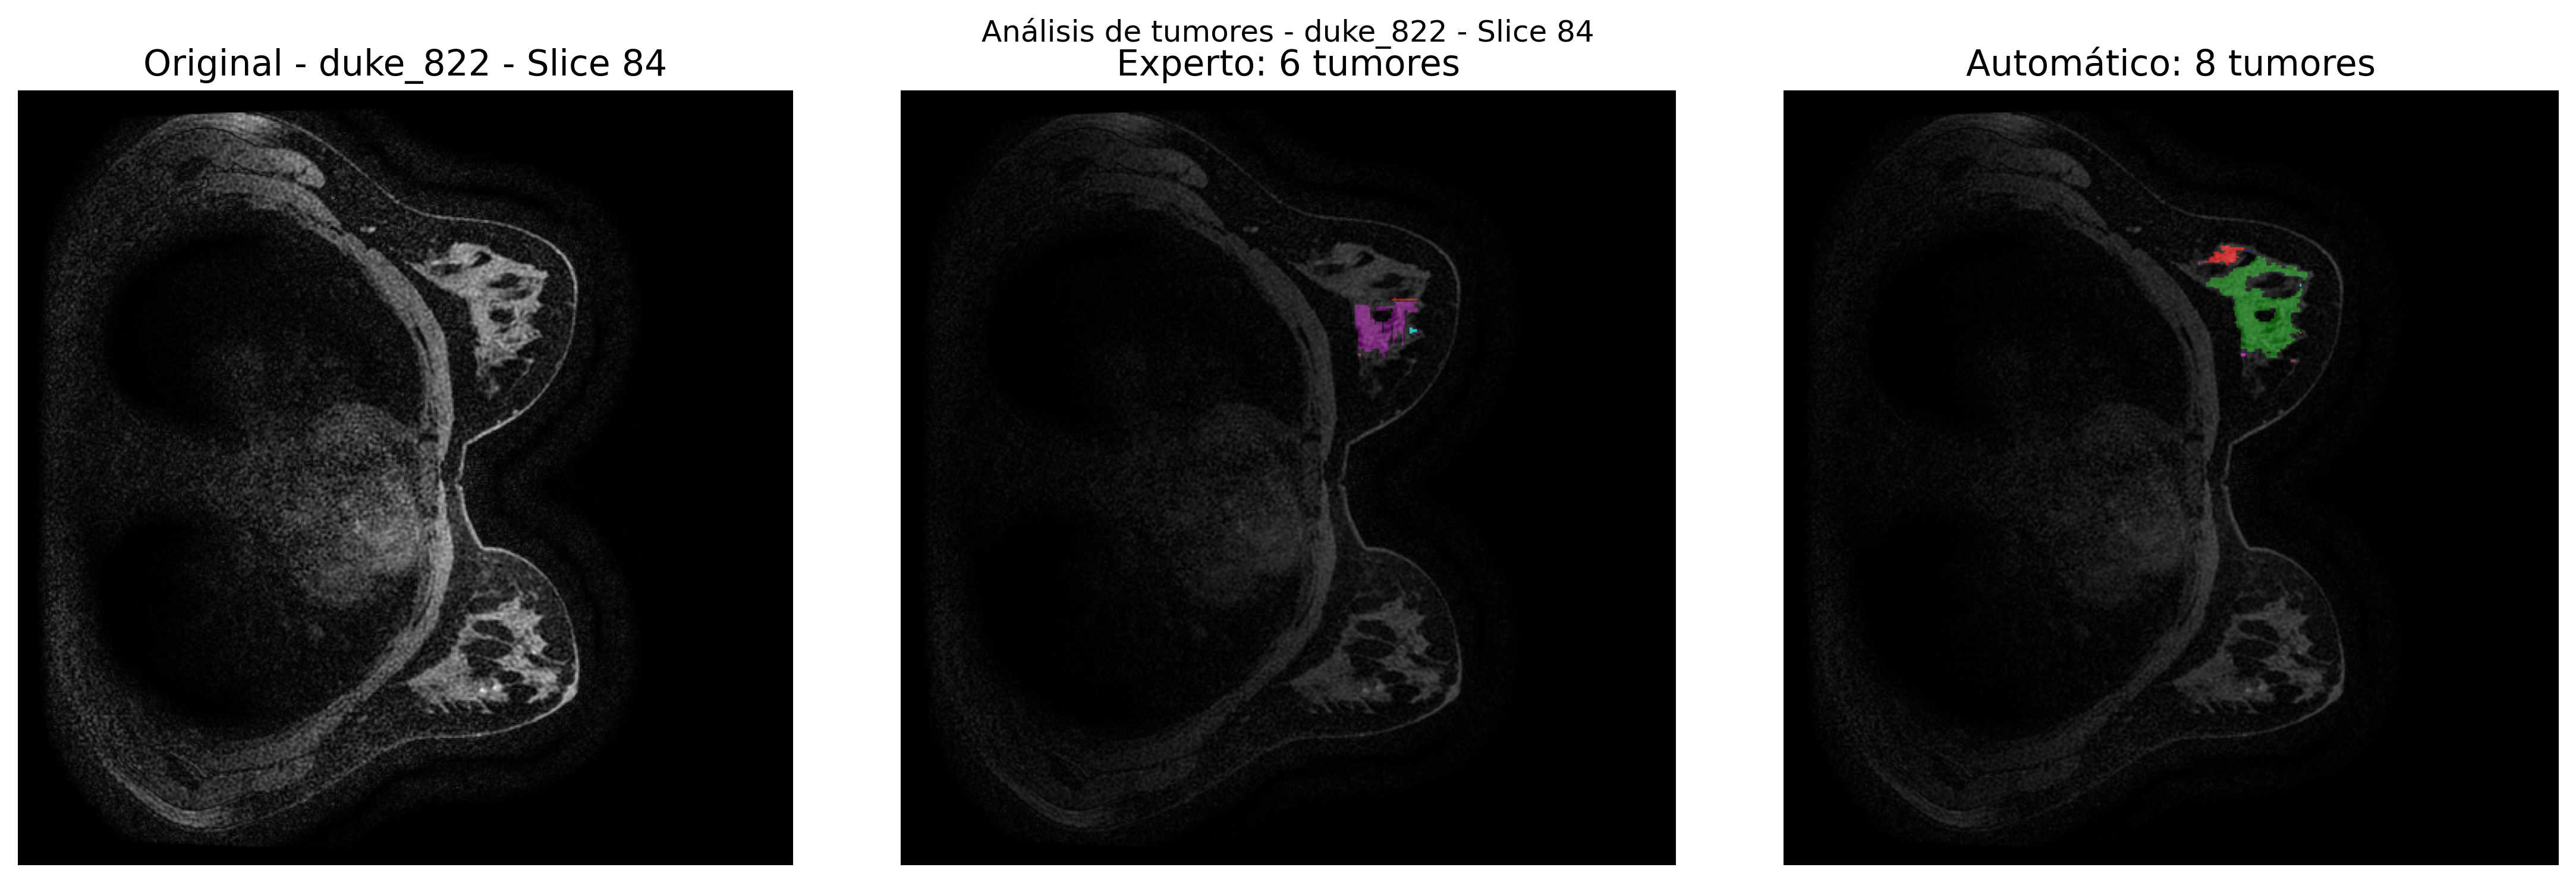 Análisis de tumores - duke_822 - Slice 84
Original - duke_822 - Slice 84
Experto: 6 tumores
Automático: 8 tumores